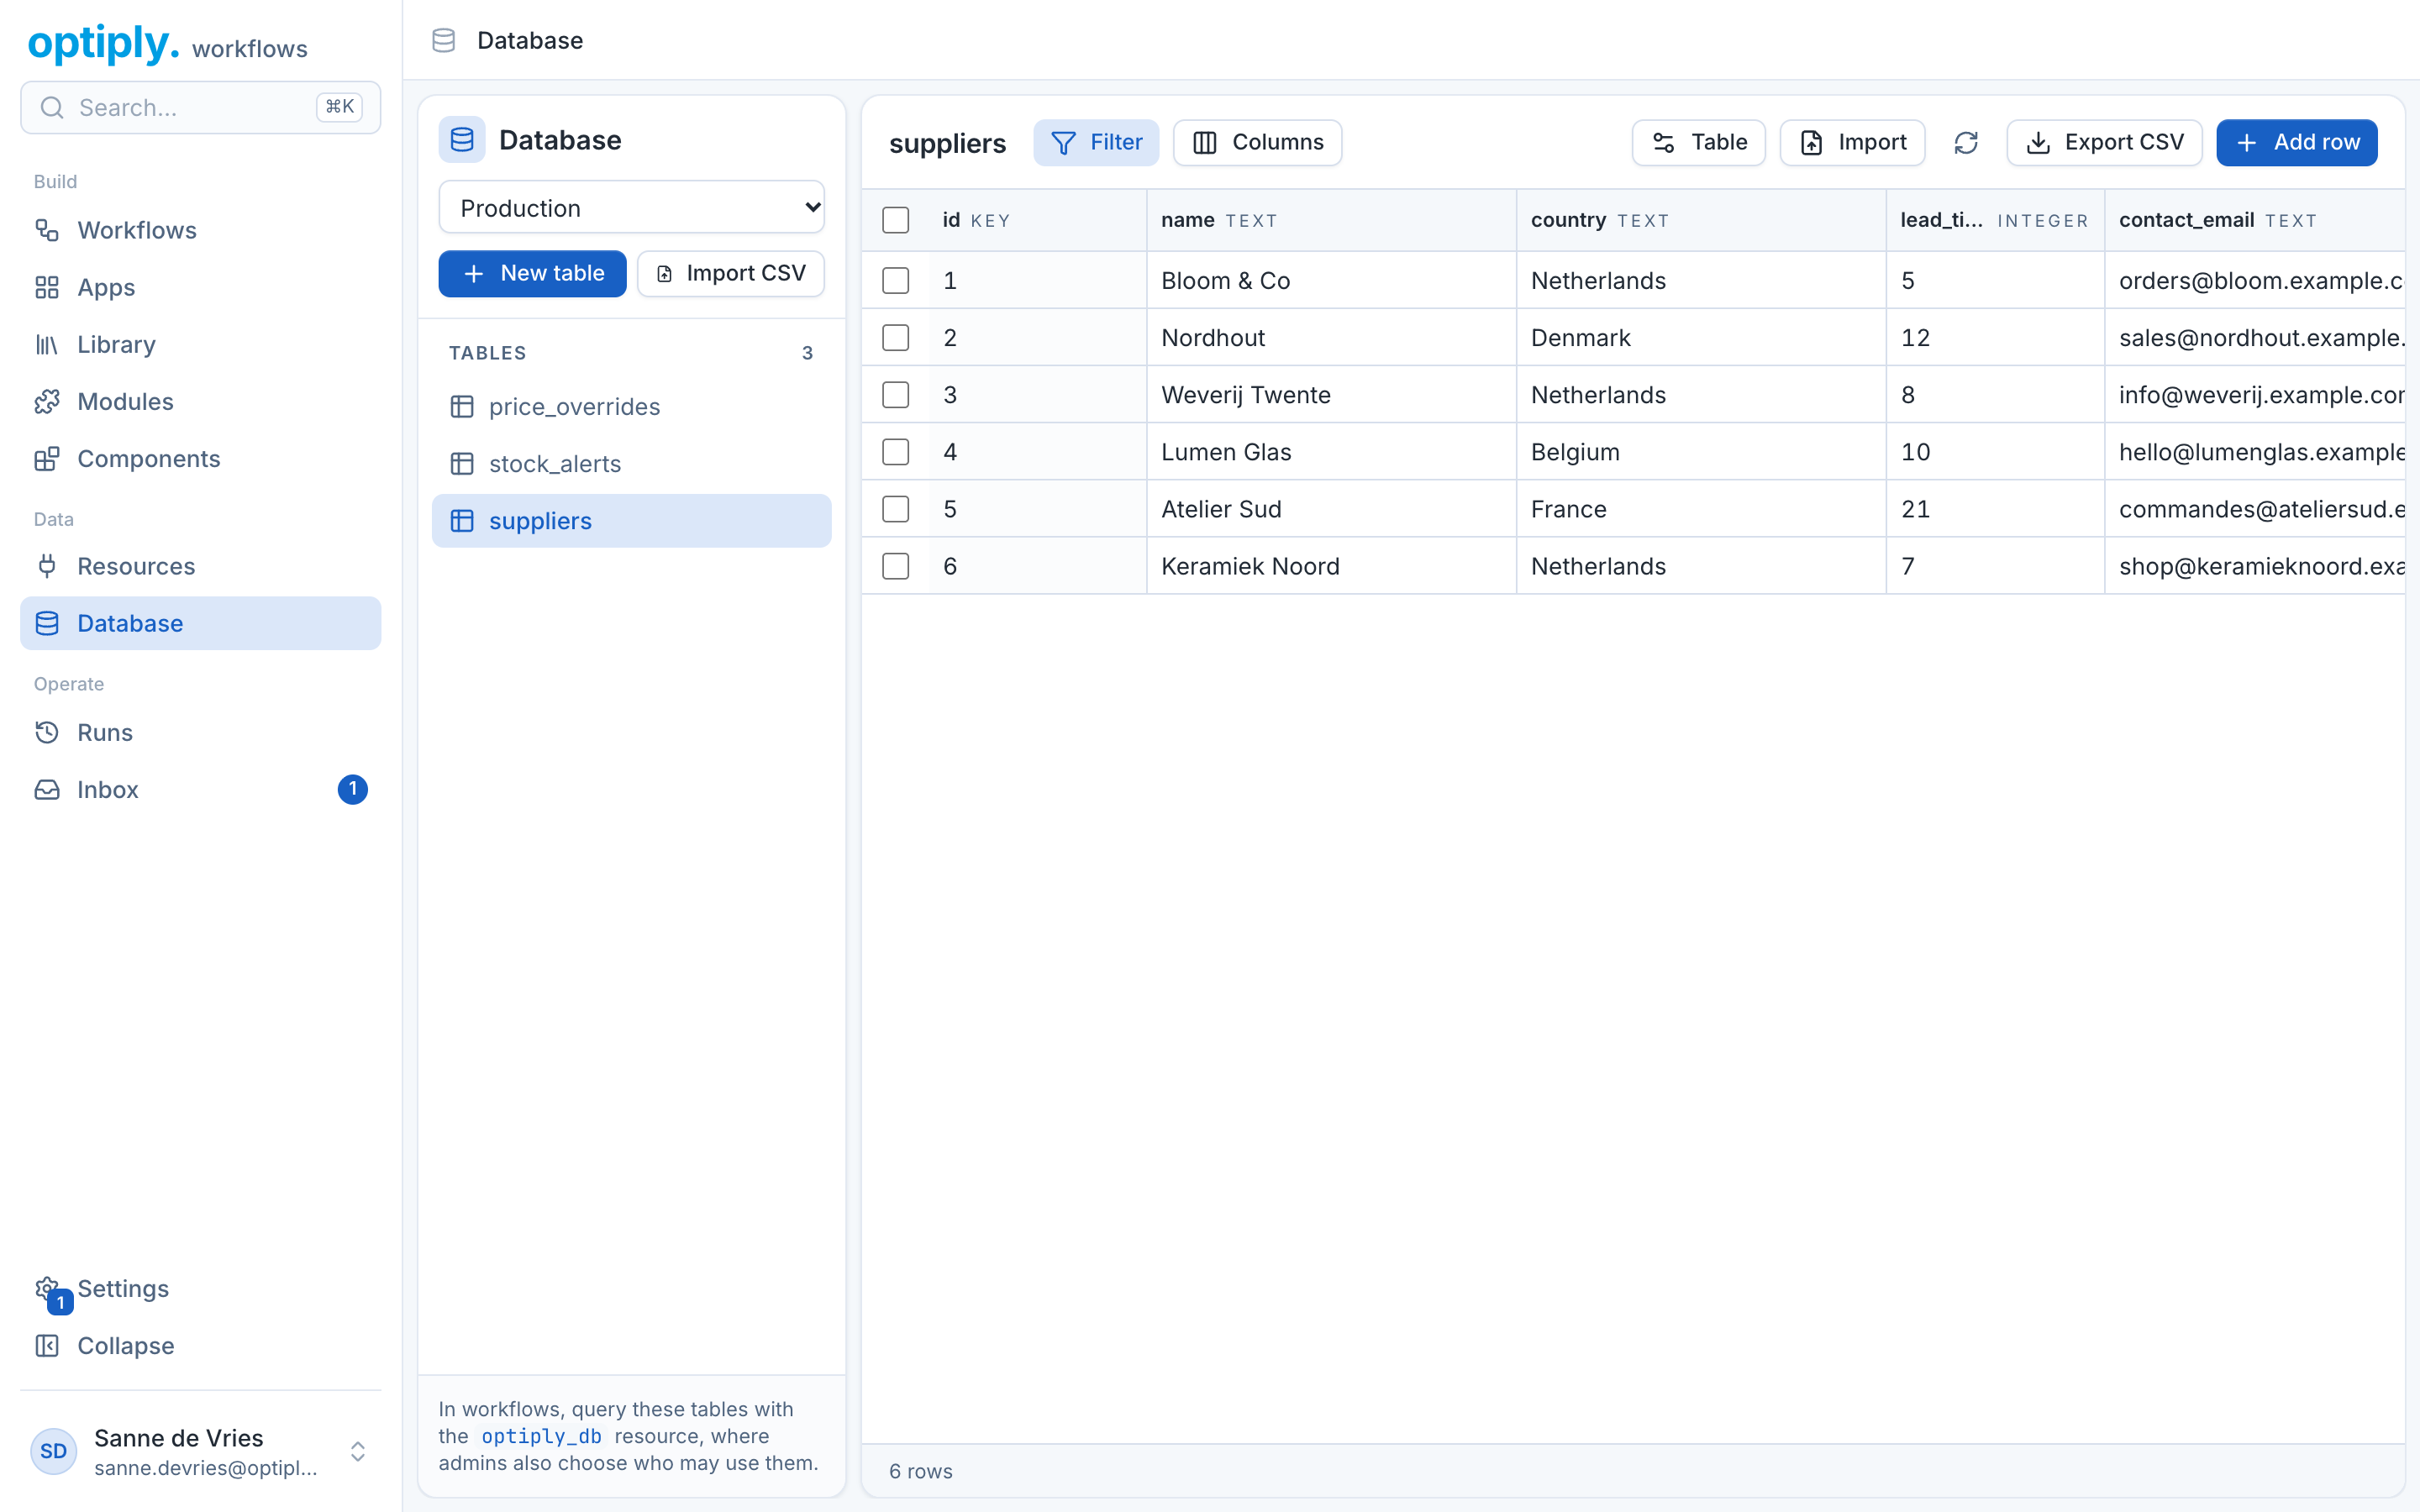 optiply. workflows
Search... ⌘K
Build
Workflows
Apps
Library
Modules
Components
Data
Resources
Database
Operate
Runs
Inbox 1
Settings
1
Collapse
SD
Sanne de Vries
sanne.devries@optipl...
Database
Database
Production
New table
Import CSV
TABLES 3
price_overrides
stock_alerts
suppliers
In workflows, query these tables with
the optiply_db resource, where
admins also choose who may use them.
suppliers Filter Columns Table Import Export CSV Add row
id KEY name TEXT country TEXT lead_ti... INTEGER contact_email TEXT
1 Bloom & Co Netherlands 5 orders@bloom.example.c
2 Nordhout Denmark 12 sales@nordhout.example.
3 Weverij Twente Netherlands 8 info@weverij.example.cor
4 Lumen Glas Belgium 10 hello@lumenglas.example
5 Atelier Sud France 21 commandes@ateliersud.e
6 Keramiek Noord Netherlands 7 shop@keramieknoord.exa
6 rows